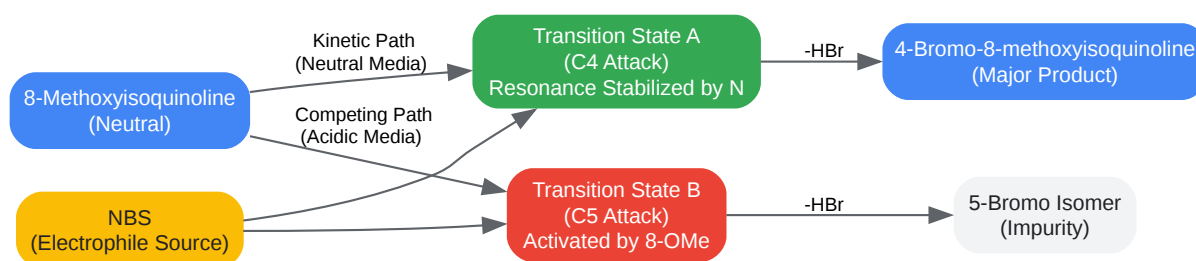 8-Methoxyisoquinoline
(Neutral)
Kinetic Path
(Neutral Media)
Transition State A
(C4 Attack)
Resonance Stabilized by N
-HBr
4-Bromo-8-methoxyisoquinoline
(Major Product)
Competing Path
(Acidic Media)
NBS
(Electrophile Source)
Transition State B
(C5 Attack)
Activated by 8-OMe
-HBr
5-Bromo Isomer
(Impurity)